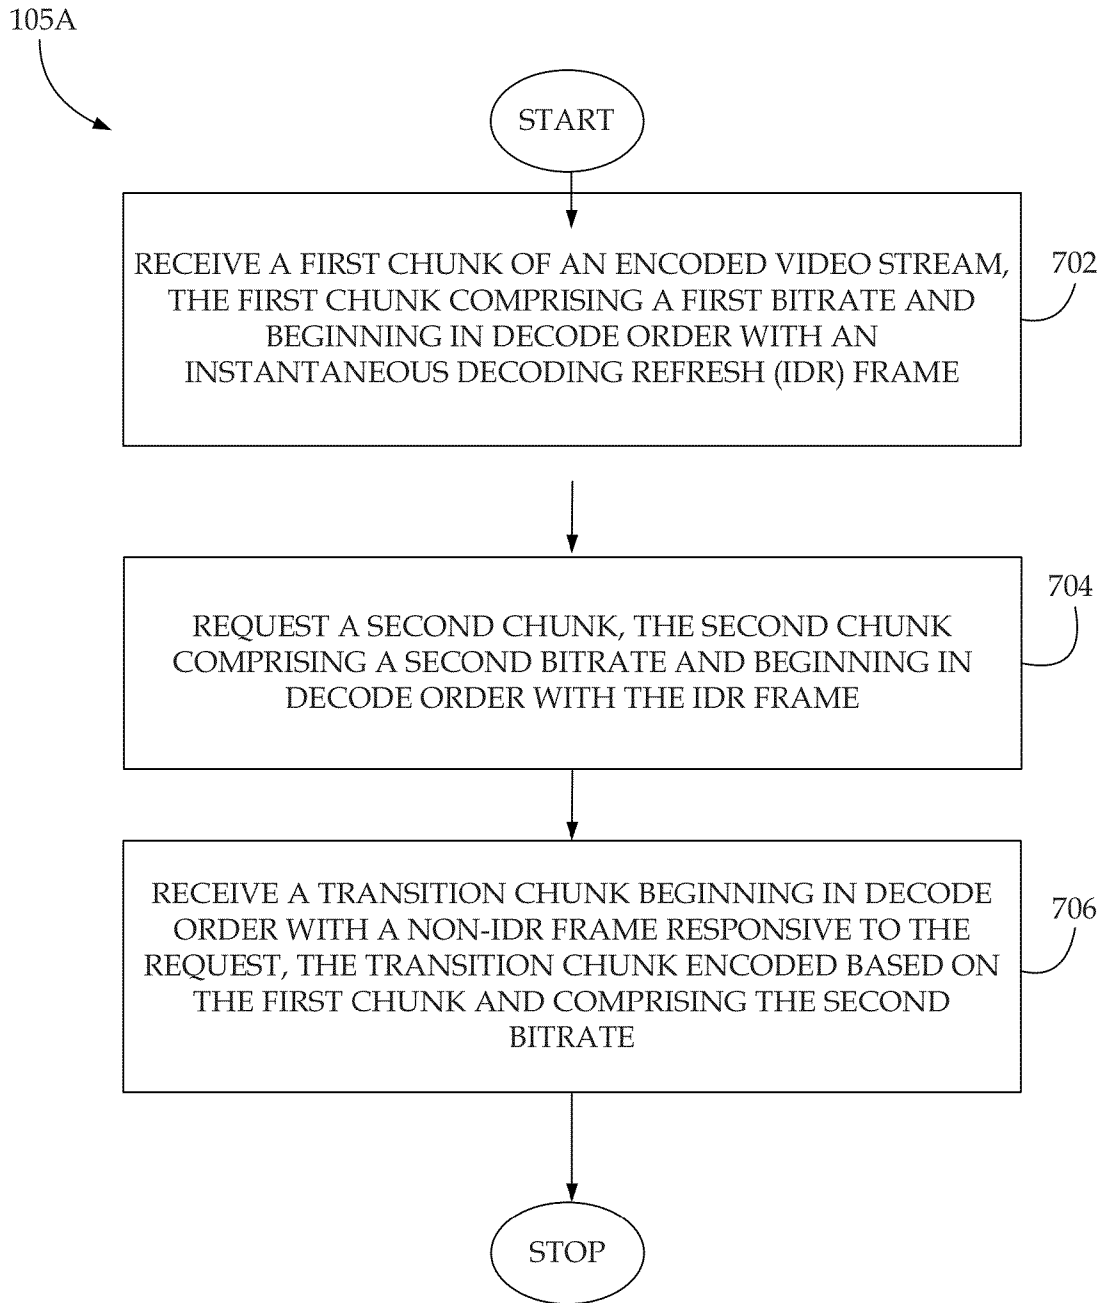 105A
START
RECEIVE A FIRST CHUNK OF AN ENCODED VIDEO STREAM,
THE FIRST CHUNK COMPRISING A FIRST BITRATE AND
BEGINNING IN DECODE ORDER WITH AN
INSTANTANEOUS DECODING REFRESH (IDR) FRAME
702
REQUEST A SECOND CHUNK, THE SECOND CHUNK
COMPRISING A SECOND BITRATE AND BEGINNING IN
DECODE ORDER WITH THE IDR FRAME
704
RECEIVE A TRANSITION CHUNK BEGINNING IN DECODE
ORDER WITH A NON-IDR FRAME RESPONSIVE TO THE
REQUEST, THE TRANSITION CHUNK ENCODED BASED ON
THE FIRST CHUNK AND COMPRISING THE SECOND
BITRATE
706
STOP